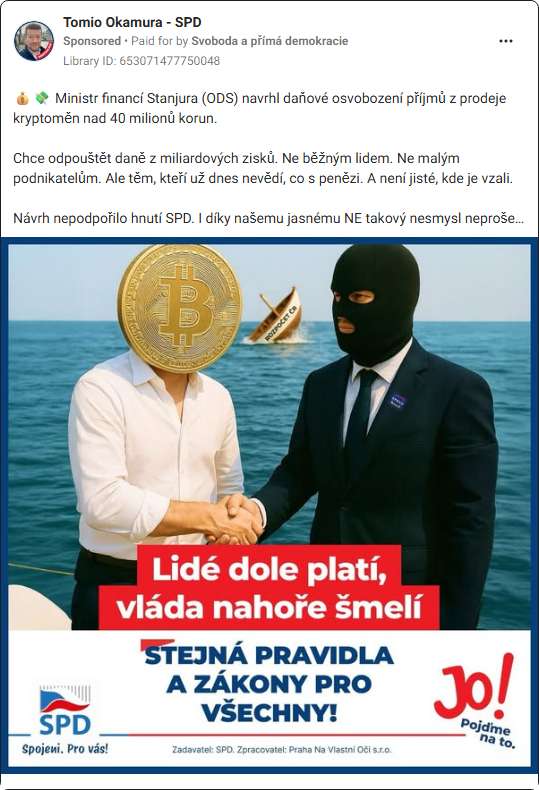 Tomio Okamura - SPD
Sponsored • Paid for by Svoboda a přímá demokracie
Library ID: 653071477750048
💰 💸 Ministr financí Stanjura (ODS) navrhl daňové osvobození příjmů z prodeje
kryptoměn nad 40 milionů korun.
Chce odpouštět daně z miliardových zisků. Ne běžným lidem. Ne malým
podnikatelům. Ale těm, kteří už dnes nevědí, co s penězi. A není jisté, kde je vzali.
Návrh nepodpořilo hnutí SPD. I díky našemu jasnému NE takový nesmysl neproše...
ROZPOČET ČR
Lidé dole platí,
vláda nahoře šmelí
STEJNÁ PRAVIDLA
A ZÁKONY PRO
VŠECHNY!
SPD
Spojeni. Pro vás!
Zadavatel: SPD. Zpracovatel: Praha Na Vlastní Oči s.r.o.
Jo!
Pojďme
na to.